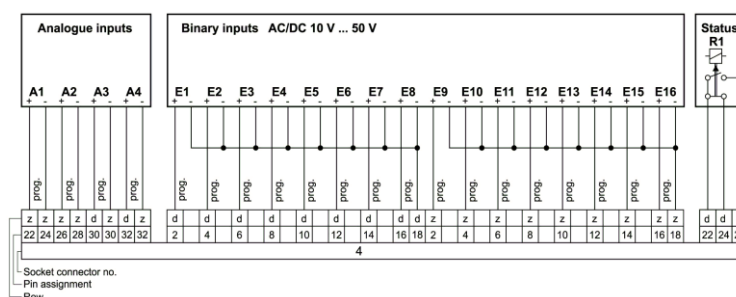 Analogue inputs
Binary inputs AC/DC 10 V ... 50 V
Status
R1
A1 A2 A3 A4
+ - + - + - + -
E1 E2 E3 E4 E5 E6 E7 E8 E9 E10 E11 E12 E13 E14 E15 E16
+ - + - + - + - + - + - + - + - + - + - + - + - + - + - + - + -
prog. prog. prog. prog. prog. prog. prog. prog. prog. prog. prog. prog. prog. prog. prog. prog. prog. prog. prog. prog.
z z z z d z d z d d d d d d d d d z z z z z z z z z d d
22 24 26 28 30 30 32 32 2 4 6 8 10 12 14 16 18 2 4 6 8 10 12 14 16 18 22 24
4
Socket connector no.
Pin assignment
Row